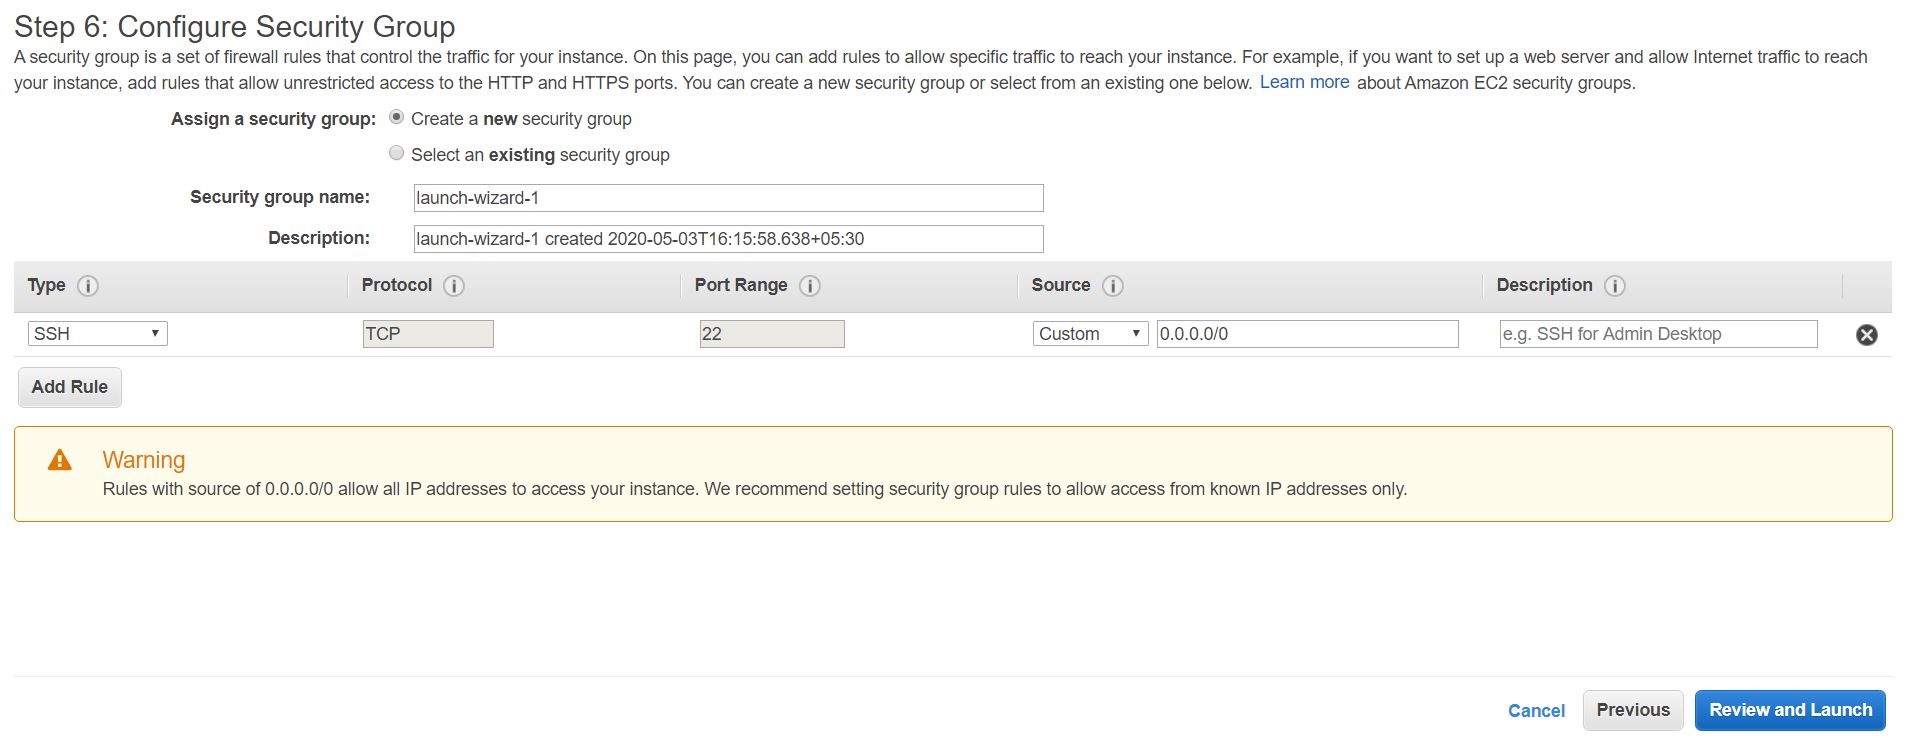 Step 6: Configure Security Group
A security group is a set of firewall rules that control the traffic for your instance. On this page, you can add rules to allow specific traffic to reach your instance. For example, if you want to set up a web server and allow Internet traffic to reach
your instance, add rules that allow unrestricted access to the HTTP and HTTPS ports. You can create a new security group or select from an existing one below. Learn more about Amazon EC2 security groups.
Assign a security group: Create a new security group
Select an existing security group
Security group name: launch-wizard-1
Description: launch-wizard-1 created 2020-05-03T16:15:58.638+05:30
Type Protocol Port Range Source Description
SSH TCP 22 Custom 0.0.0.0/0 e.g. SSH for Admin Desktop
Add Rule
Warning
Rules with source of 0.0.0.0/0 allow all IP addresses to access your instance. We recommend setting security group rules to allow access from known IP addresses only.
Cancel Previous Review and Launch